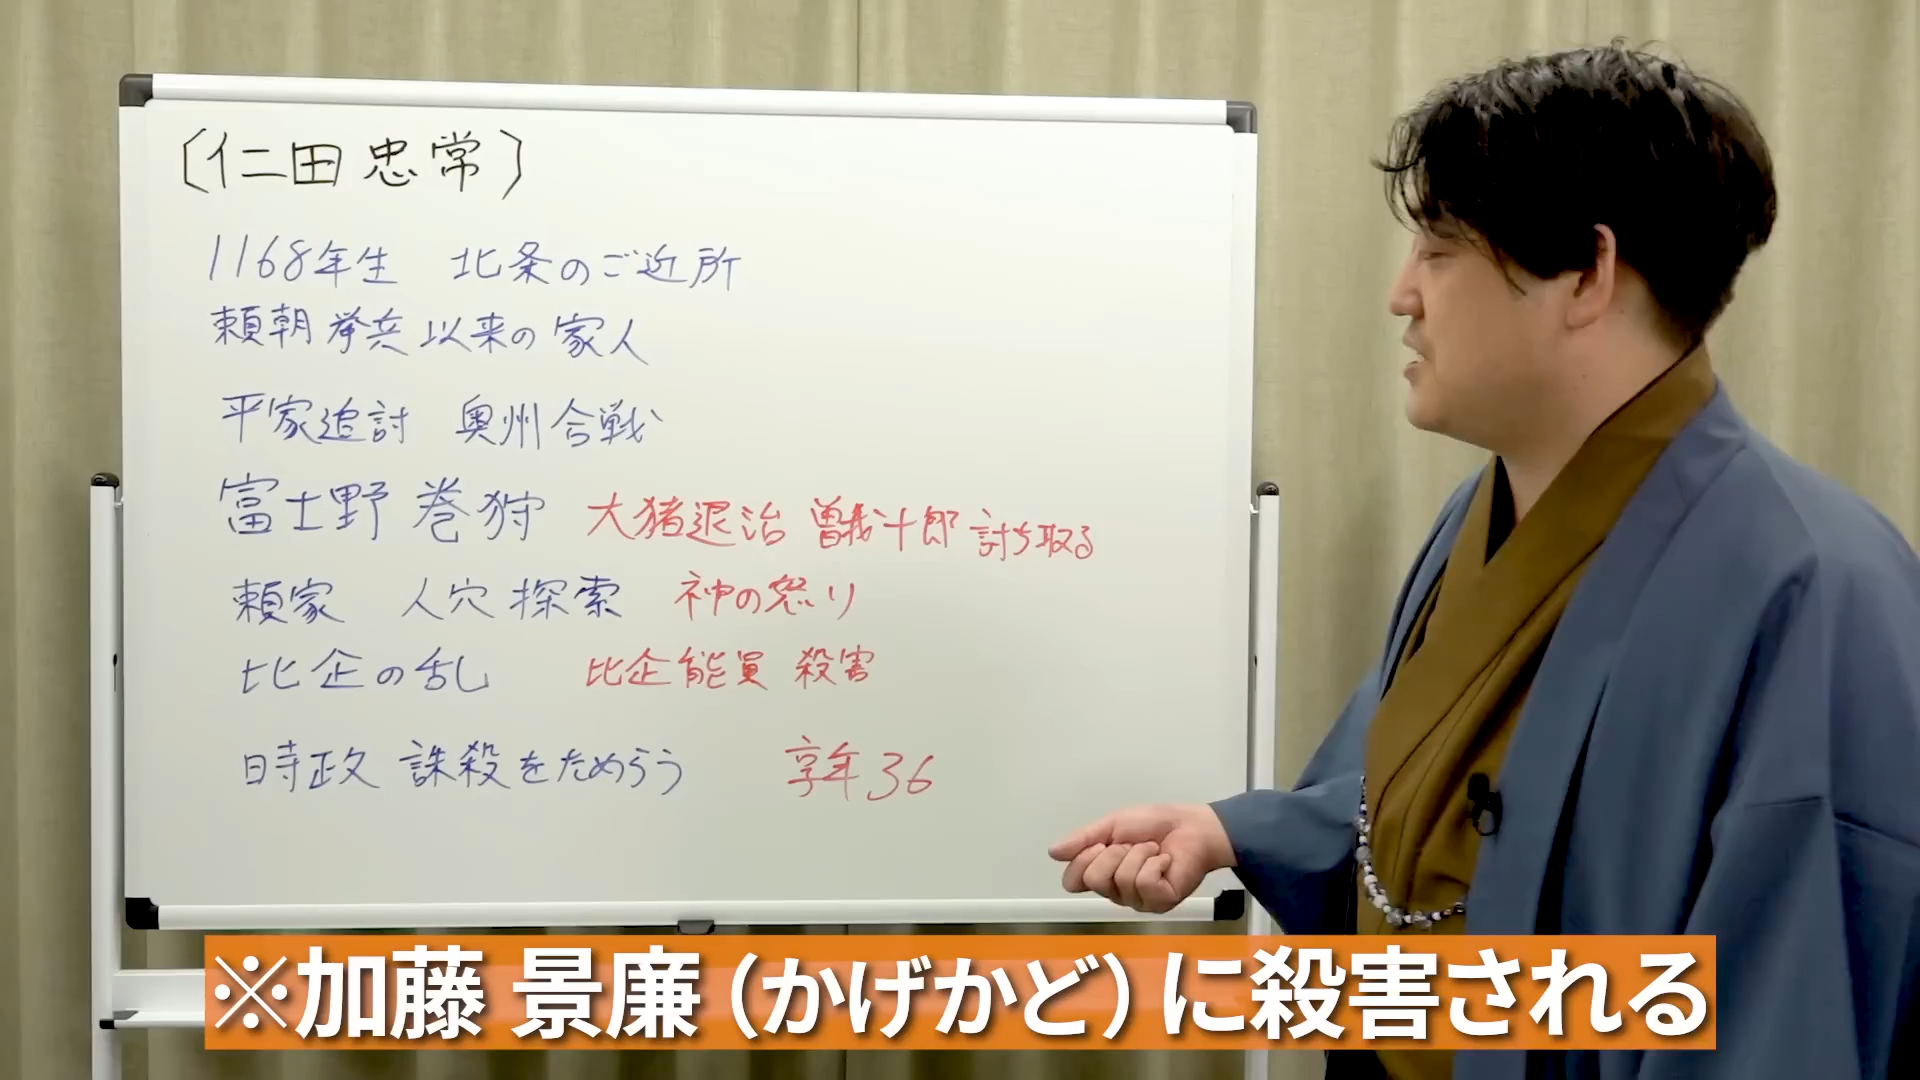 〔仁田忠常〕
1168年生 北条のご近所
頼朝挙兵以来の家人
平家追討 奥州合戦
富士野巻狩 大猪退治 曽我十郎討ち取る
頼家 人穴探索 神の怒り
比企の乱 比企能員 殺害
時政 誅殺をためらう 享年36
※加藤 景廉（かげかど）に殺害される